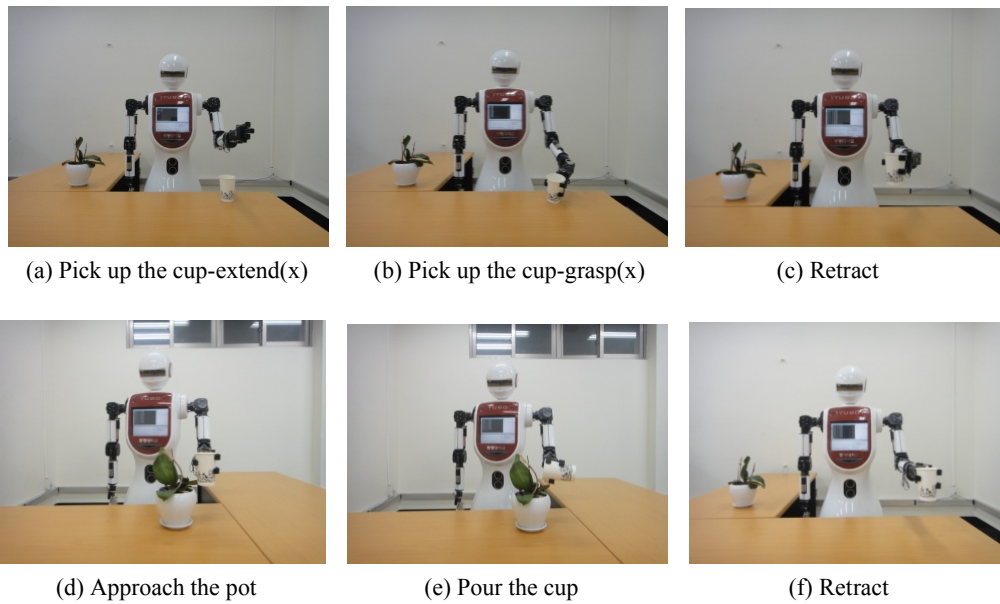 (a) Pick up the cup-extend(x)
(b) Pick up the cup-grasp(x)
(c) Retract
(d) Approach the pot
(e) Pour the cup
(f) Retract